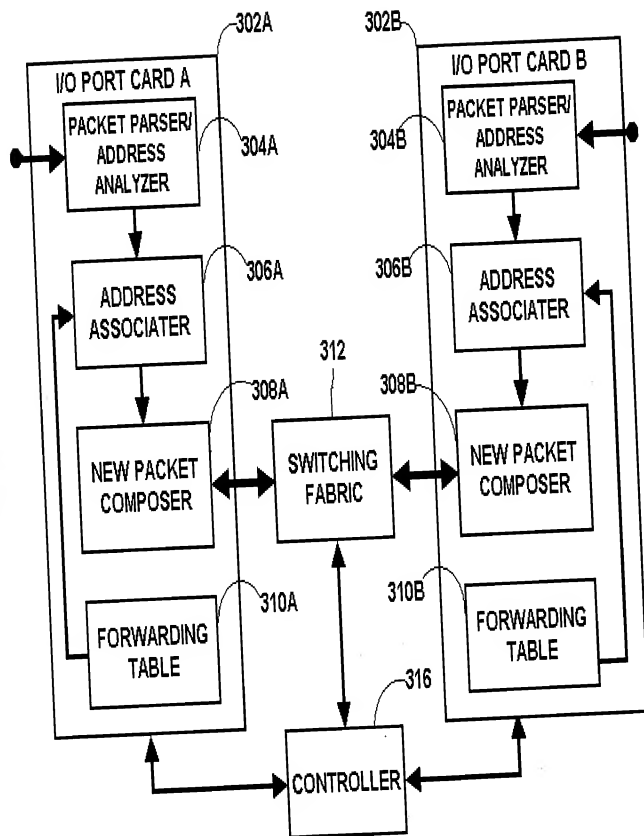 302A
302B
I/O PORT CARD A
I/O PORT CARD B
PACKET PARSER/
ADDRESS
ANALYZER
304A
304B
PACKET PARSER/
ADDRESS
ANALYZER
ADDRESS
ASSOCIATER
306A
306B
ADDRESS
ASSOCIATER
NEW PACKET
COMPOSER
308A
312
SWITCHING
FABRIC
308B
NEW PACKET
COMPOSER
FORWARDING
TABLE
310A
310B
FORWARDING
TABLE
316
CONTROLLER